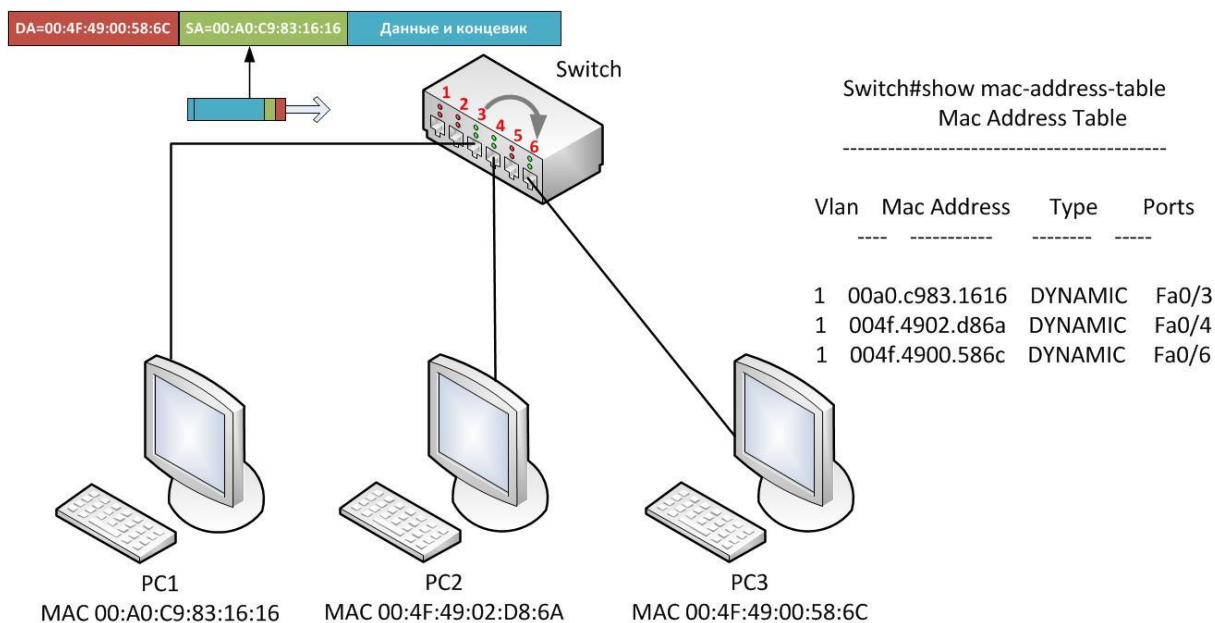 DA=00:4F:49:00:58:6C SA=00:A0:C9:83:16:16 Данные и концевик
Switch
1 2 3 4 5 6
Switch#show mac-address-table
Mac Address Table
-------------------------------------------
Vlan Mac Address Type Ports
---- ----------- -------- -----
1 00a0.c983.1616 DYNAMIC Fa0/3
1 004f.4902.d86a DYNAMIC Fa0/4
1 004f.4900.586c DYNAMIC Fa0/6
PC1
MAC 00:A0:C9:83:16:16
PC2
MAC 00:4F:49:02:D8:6A
PC3
MAC 00:4F:49:00:58:6C